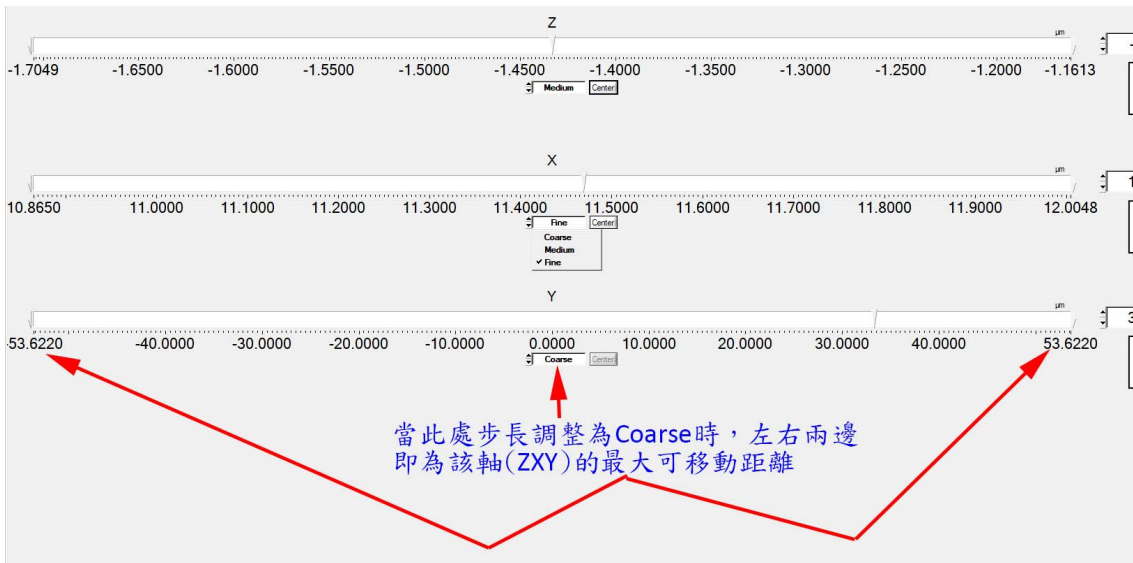 Z
µm
-1.7049 -1.6500 -1.6000 -1.5500 -1.5000 -1.4500 -1.4000 -1.3500 -1.3000 -1.2500 -1.2000 -1.1613
Medium Center
X
µm
10.8650 11.0000 11.1000 11.2000 11.3000 11.4000 11.5000 11.6000 11.7000 11.8000 11.9000 12.0048
Fine Center
Coarse
Medium
✓ Fine
Y
µm
-53.6220 -40.0000 -30.0000 -20.0000 -10.0000 0.0000 10.0000 20.0000 30.0000 40.0000 53.6220
Coarse Center
當此處步長調整為Coarse時，左右兩邊
即為該軸(ZXY)的最大可移動距離